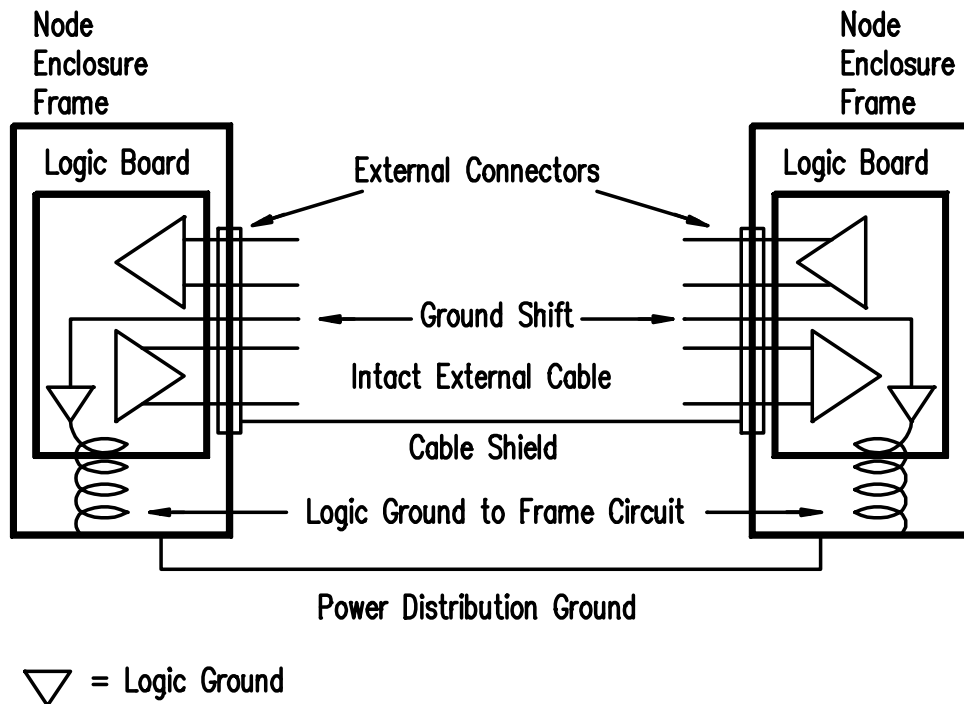 Node
Enclosure
Frame
Node
Enclosure
Frame
Logic Board
Logic Board
External Connectors
Ground Shift
Intact External Cable
Cable Shield
Logic Ground to Frame Circuit
Power Distribution Ground
= Logic Ground